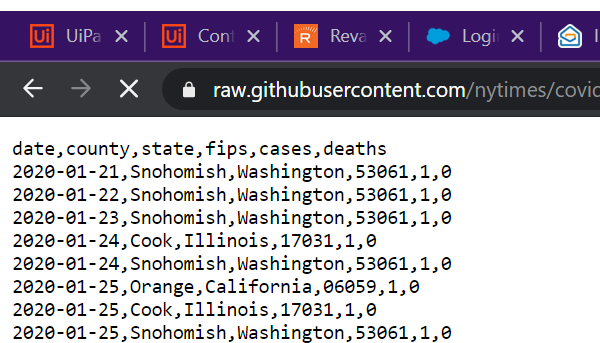 Ui UiPa
Ui Cont
R Reva
Logi
raw.githubusercontent.com/nytimes/covid
date,county,state,fips,cases,deaths
2020-01-21,Snohomish,Washington,53061,1,0
2020-01-22,Snohomish,Washington,53061,1,0
2020-01-23,Snohomish,Washington,53061,1,0
2020-01-24,Cook,Illinois,17031,1,0
2020-01-24,Snohomish,Washington,53061,1,0
2020-01-25,Orange,California,06059,1,0
2020-01-25,Cook,Illinois,17031,1,0
2020-01-25,Snohomish,Washington,53061,1,0